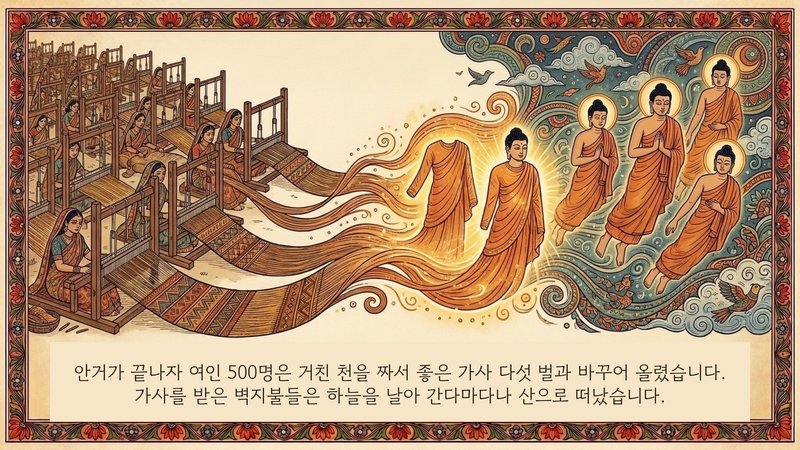 안거가 끝나자 여인 500명은 거친 천을 짜서 좋은 가사 다섯 벌과 바꾸어 올렸습니다.
가사를 받은 벽지불들은 하늘을 날아 간다마다나 산으로 떠났습니다.